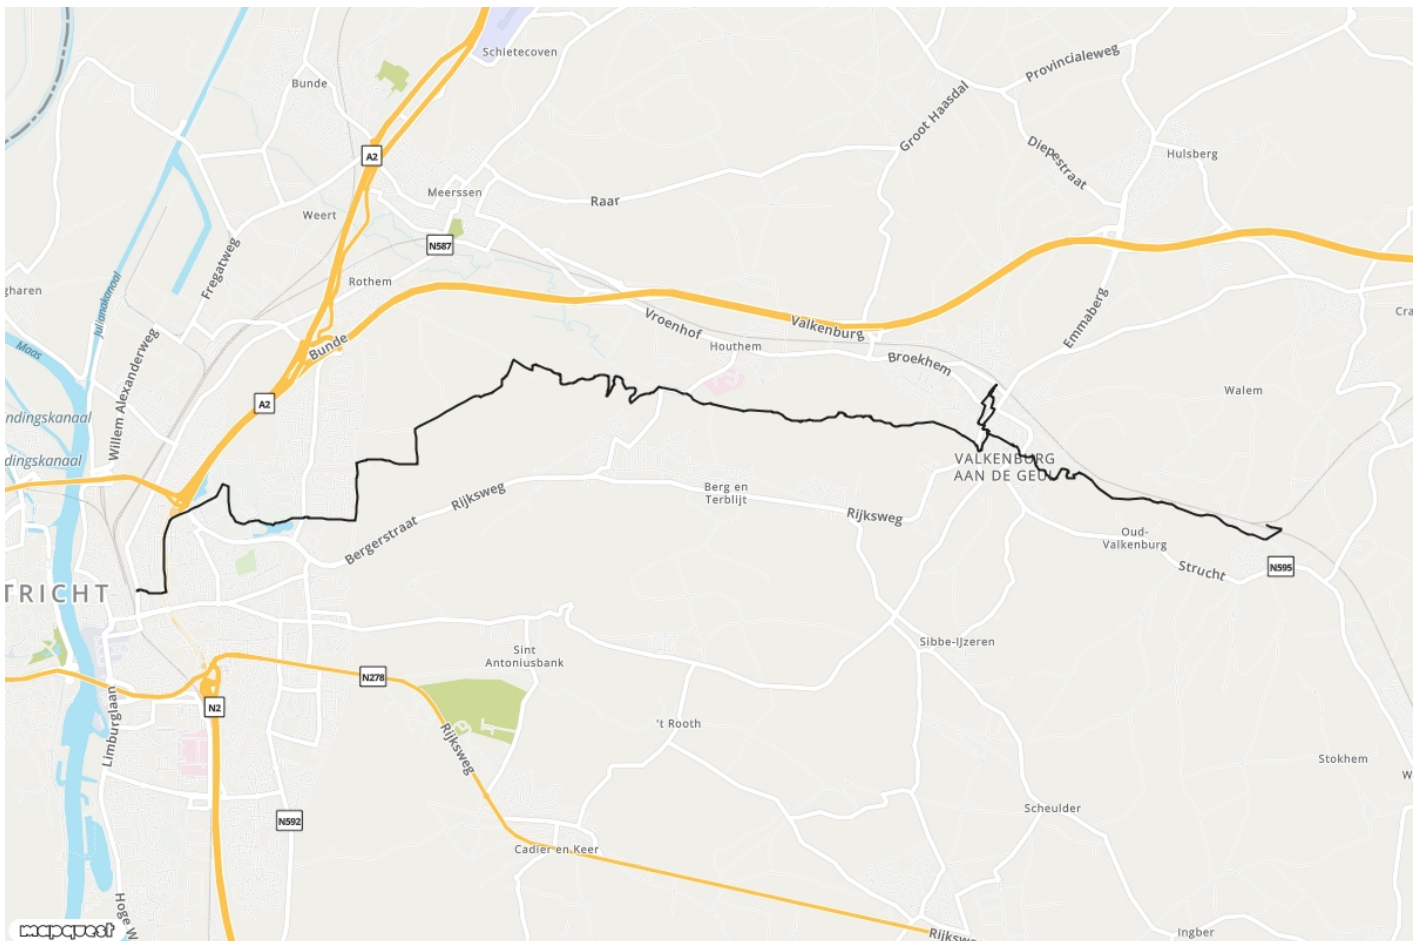 Schietecoven
Provincialeweg
Bunde
Groot Haasdal
A2
Diepestraat
Hulsberg
Meerssen
Raar
Weert
N587
Fregatweg
Rothem
gharen
Julianakanaal
Emmaberg
Cra
Vroenhof
Valkenburg
Maas
Bunde
Houthem
Broekhem
Willem Alexanderweg
Walem
A2
ndingskanaal
dingskanaal
VALKENBURG
AAN DE GEUL
Rijksweg
Berg en
Terblijt
Rijksweg
Bergerstraat
Oud-
Valkenburg
Strucht
N595
TRICHT
Sibbe-IJzeren
Sint
Antoniusbank
N278
N2
Limburglaan
't Rooth
Rijksweg
Stokhem
W
Scheulder
N592
Cadier en Keer
Hoge W
mapquest
Rijksweg
Ingber